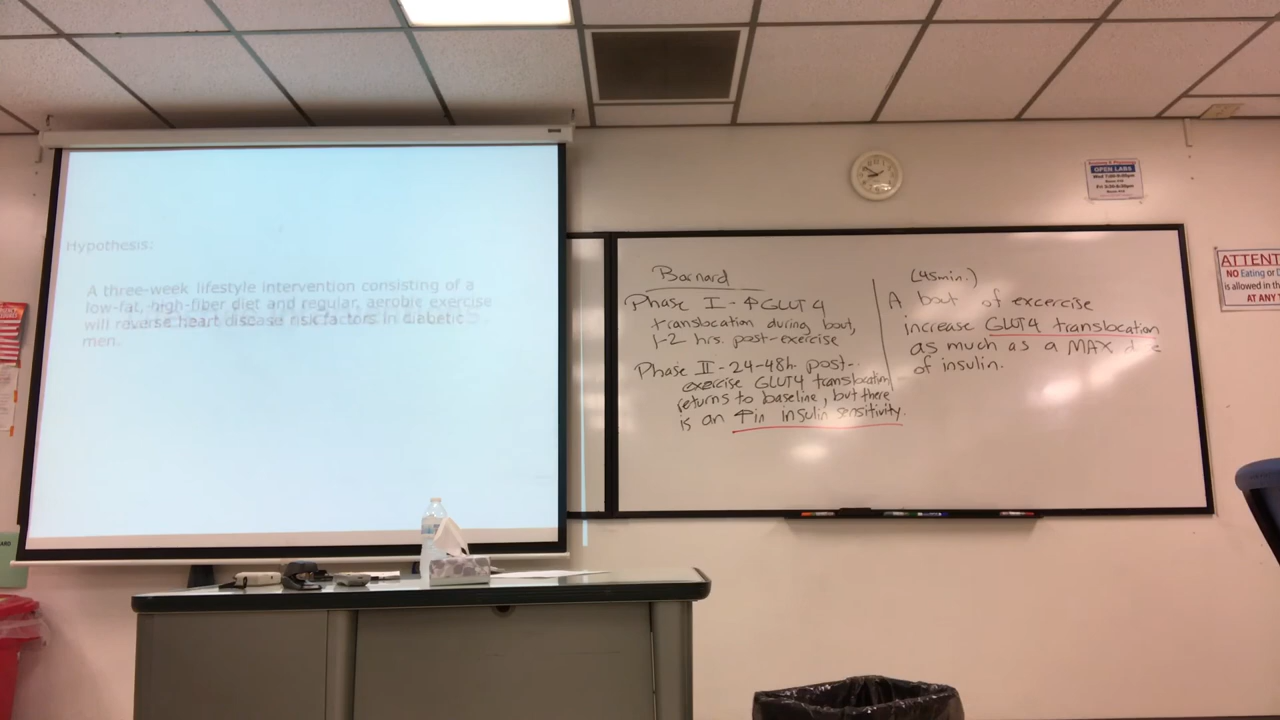 Hypothesis:
A three-week lifestyle intervention consisting of a
low-fat, high-fiber diet and regular, aerobic exercise
will reverse heart disease risk factors in diabetic
men.
Barnard
Phase I - ↑GLUT4
translocation during bout,
1-2 hrs. post-exercise
Phase II - 24-48h. post-
exercise GLUT4 translocation
returns to baseline, but there
is an ↑ in insulin sensitivity.
(45min.)
A bout of excercise
increase GLUT4 translocation
as much as a MAX
of insulin.
OPEN LABS
ATTENT
NO Eating or D
is allowed in th
AT ANY